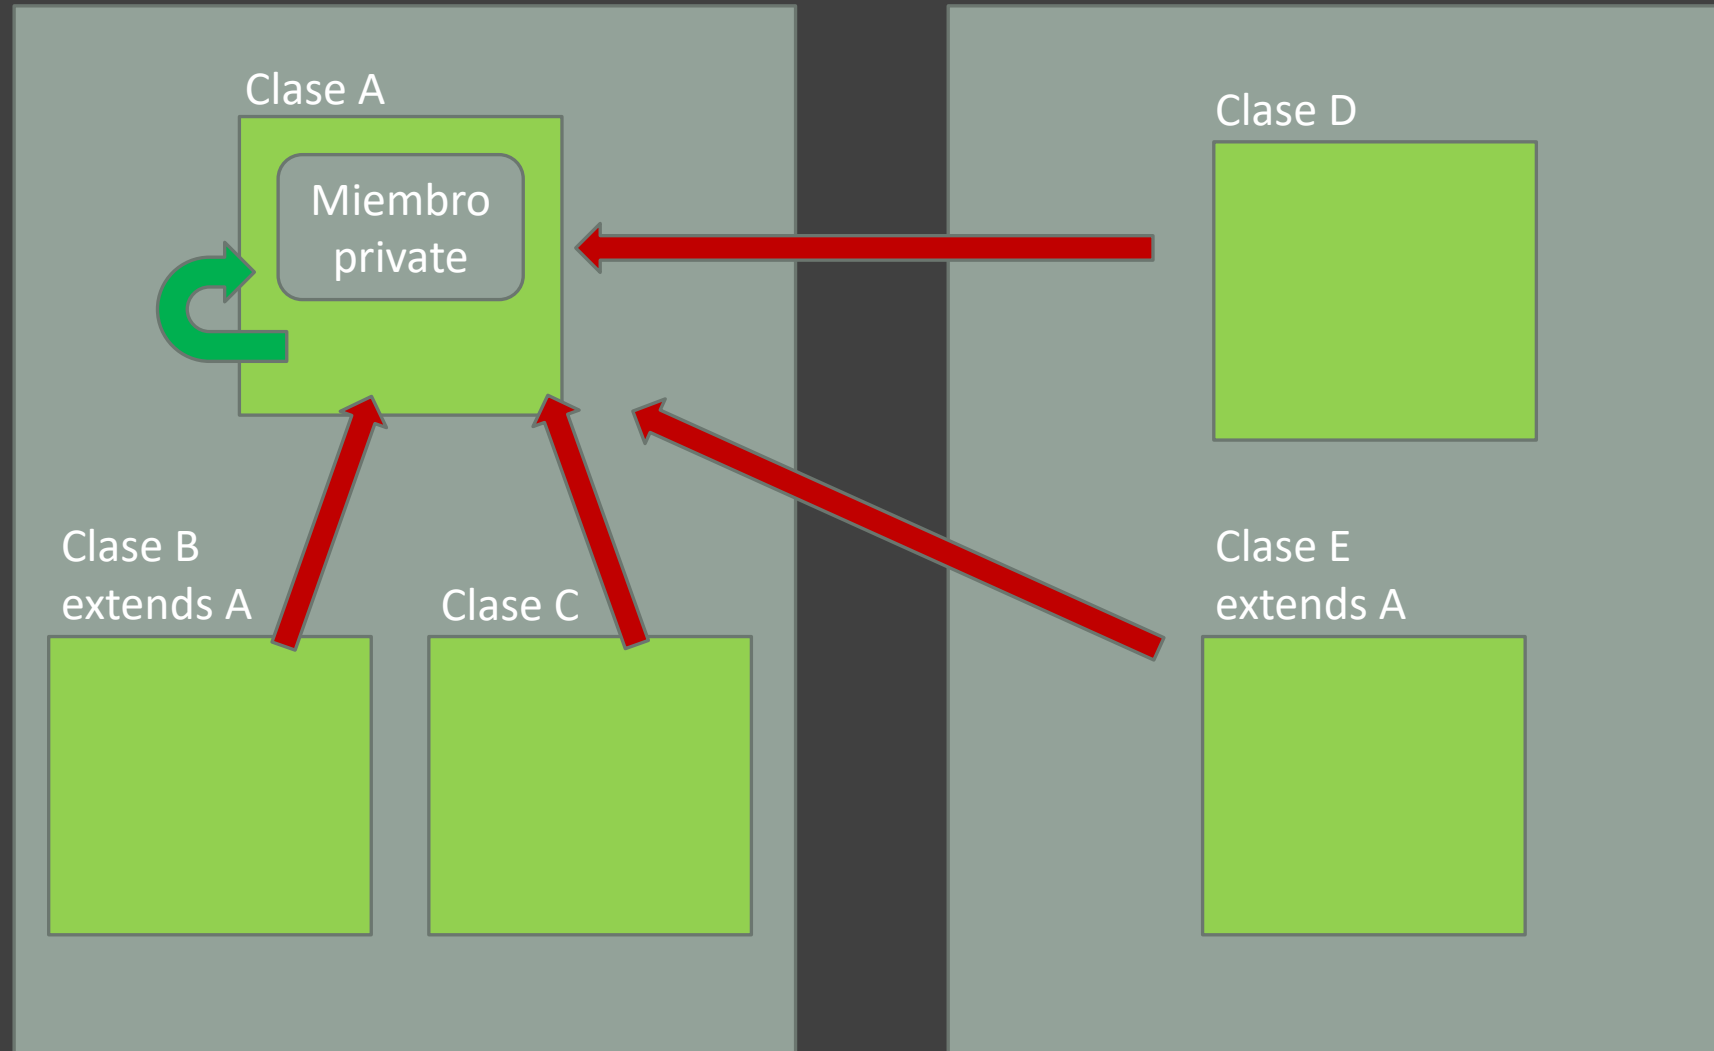 Clase A
Miembro
private
Clase D
Clase B
extends A
Clase C
Clase E
extends A